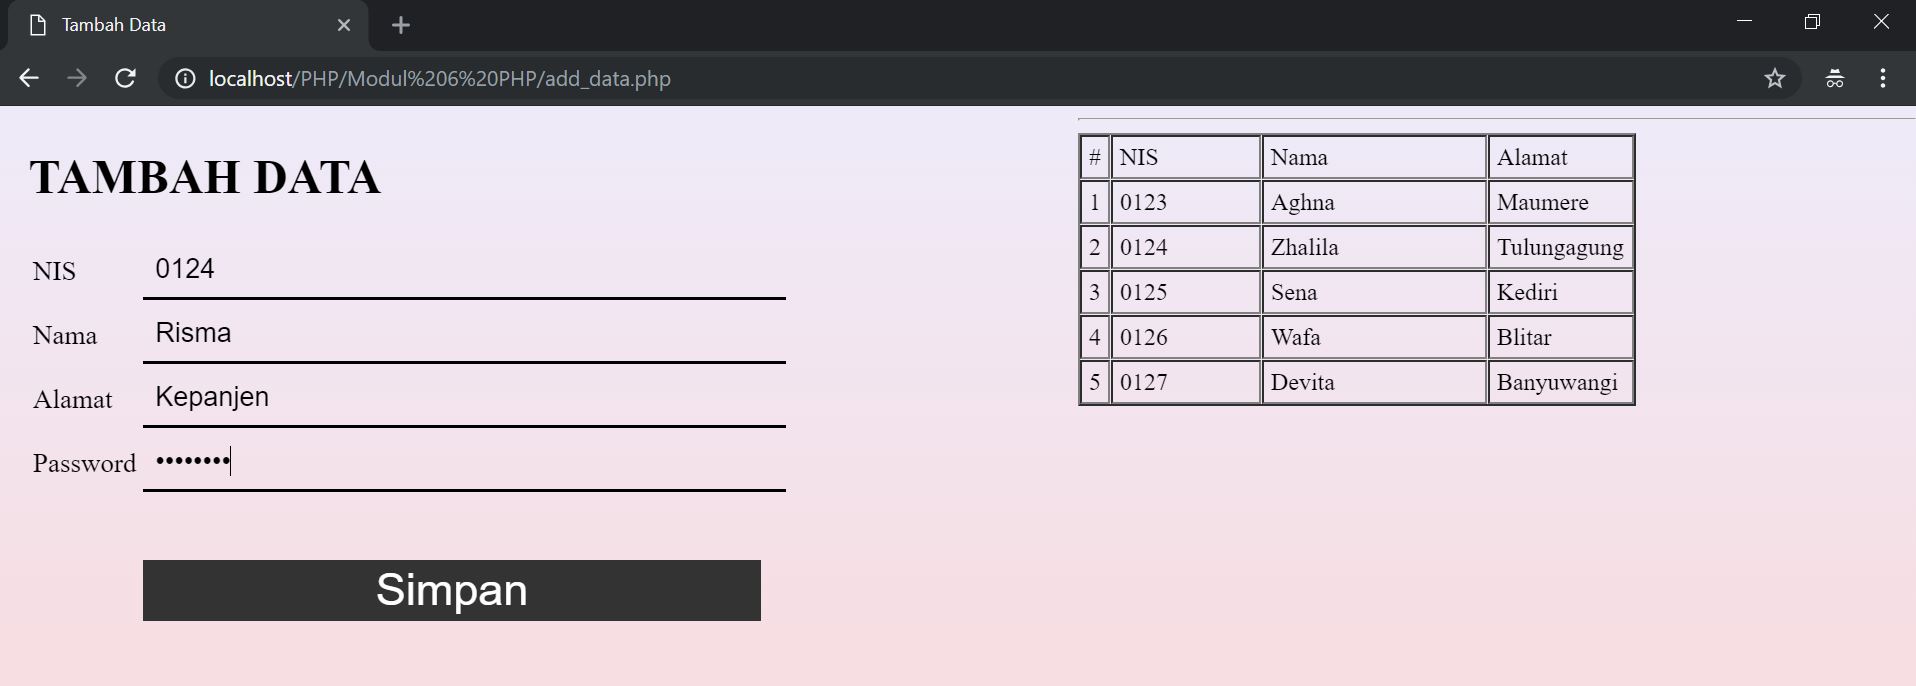 Tambah Data
localhost/PHP/Modul%206%20PHP/add_data.php
TAMBAH DATA
NIS 0124
Nama Risma
Alamat Kepanjen
Password ••••••••
Simpan
# NIS Nama Alamat
1 0123 Aghna Maumere
2 0124 Zhalila Tulungagung
3 0125 Sena Kediri
4 0126 Wafa Blitar
5 0127 Devita Banyuwangi